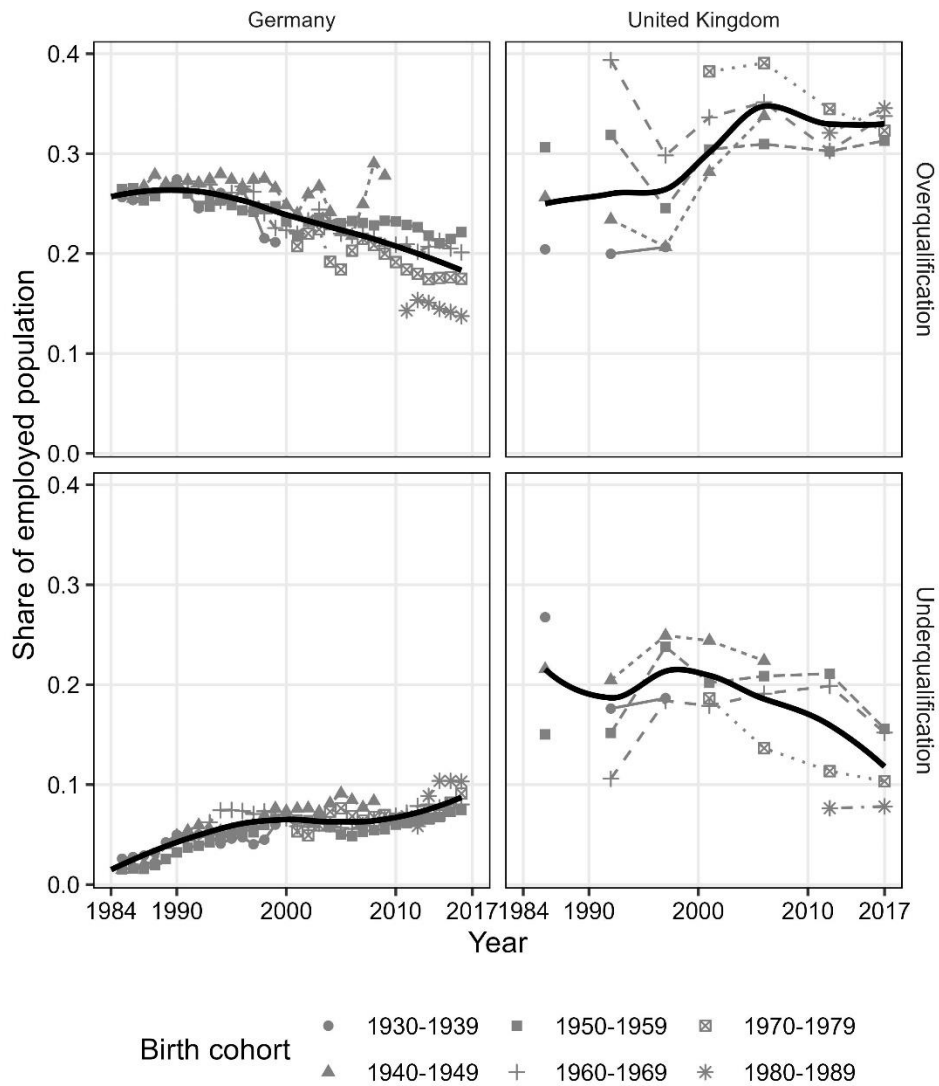 Germany
United Kingdom
Share of employed population
0.4
0.3
0.2
0.1
0.0
Overqualification
0.4
0.3
0.2
0.1
0.0
Underqualification
1984 1990 2000 2010 2017
1984 1990 2000 2010 2017
Year
Birth cohort
1930-1939 1950-1959 1970-1979
1940-1949 1960-1969 1980-1989